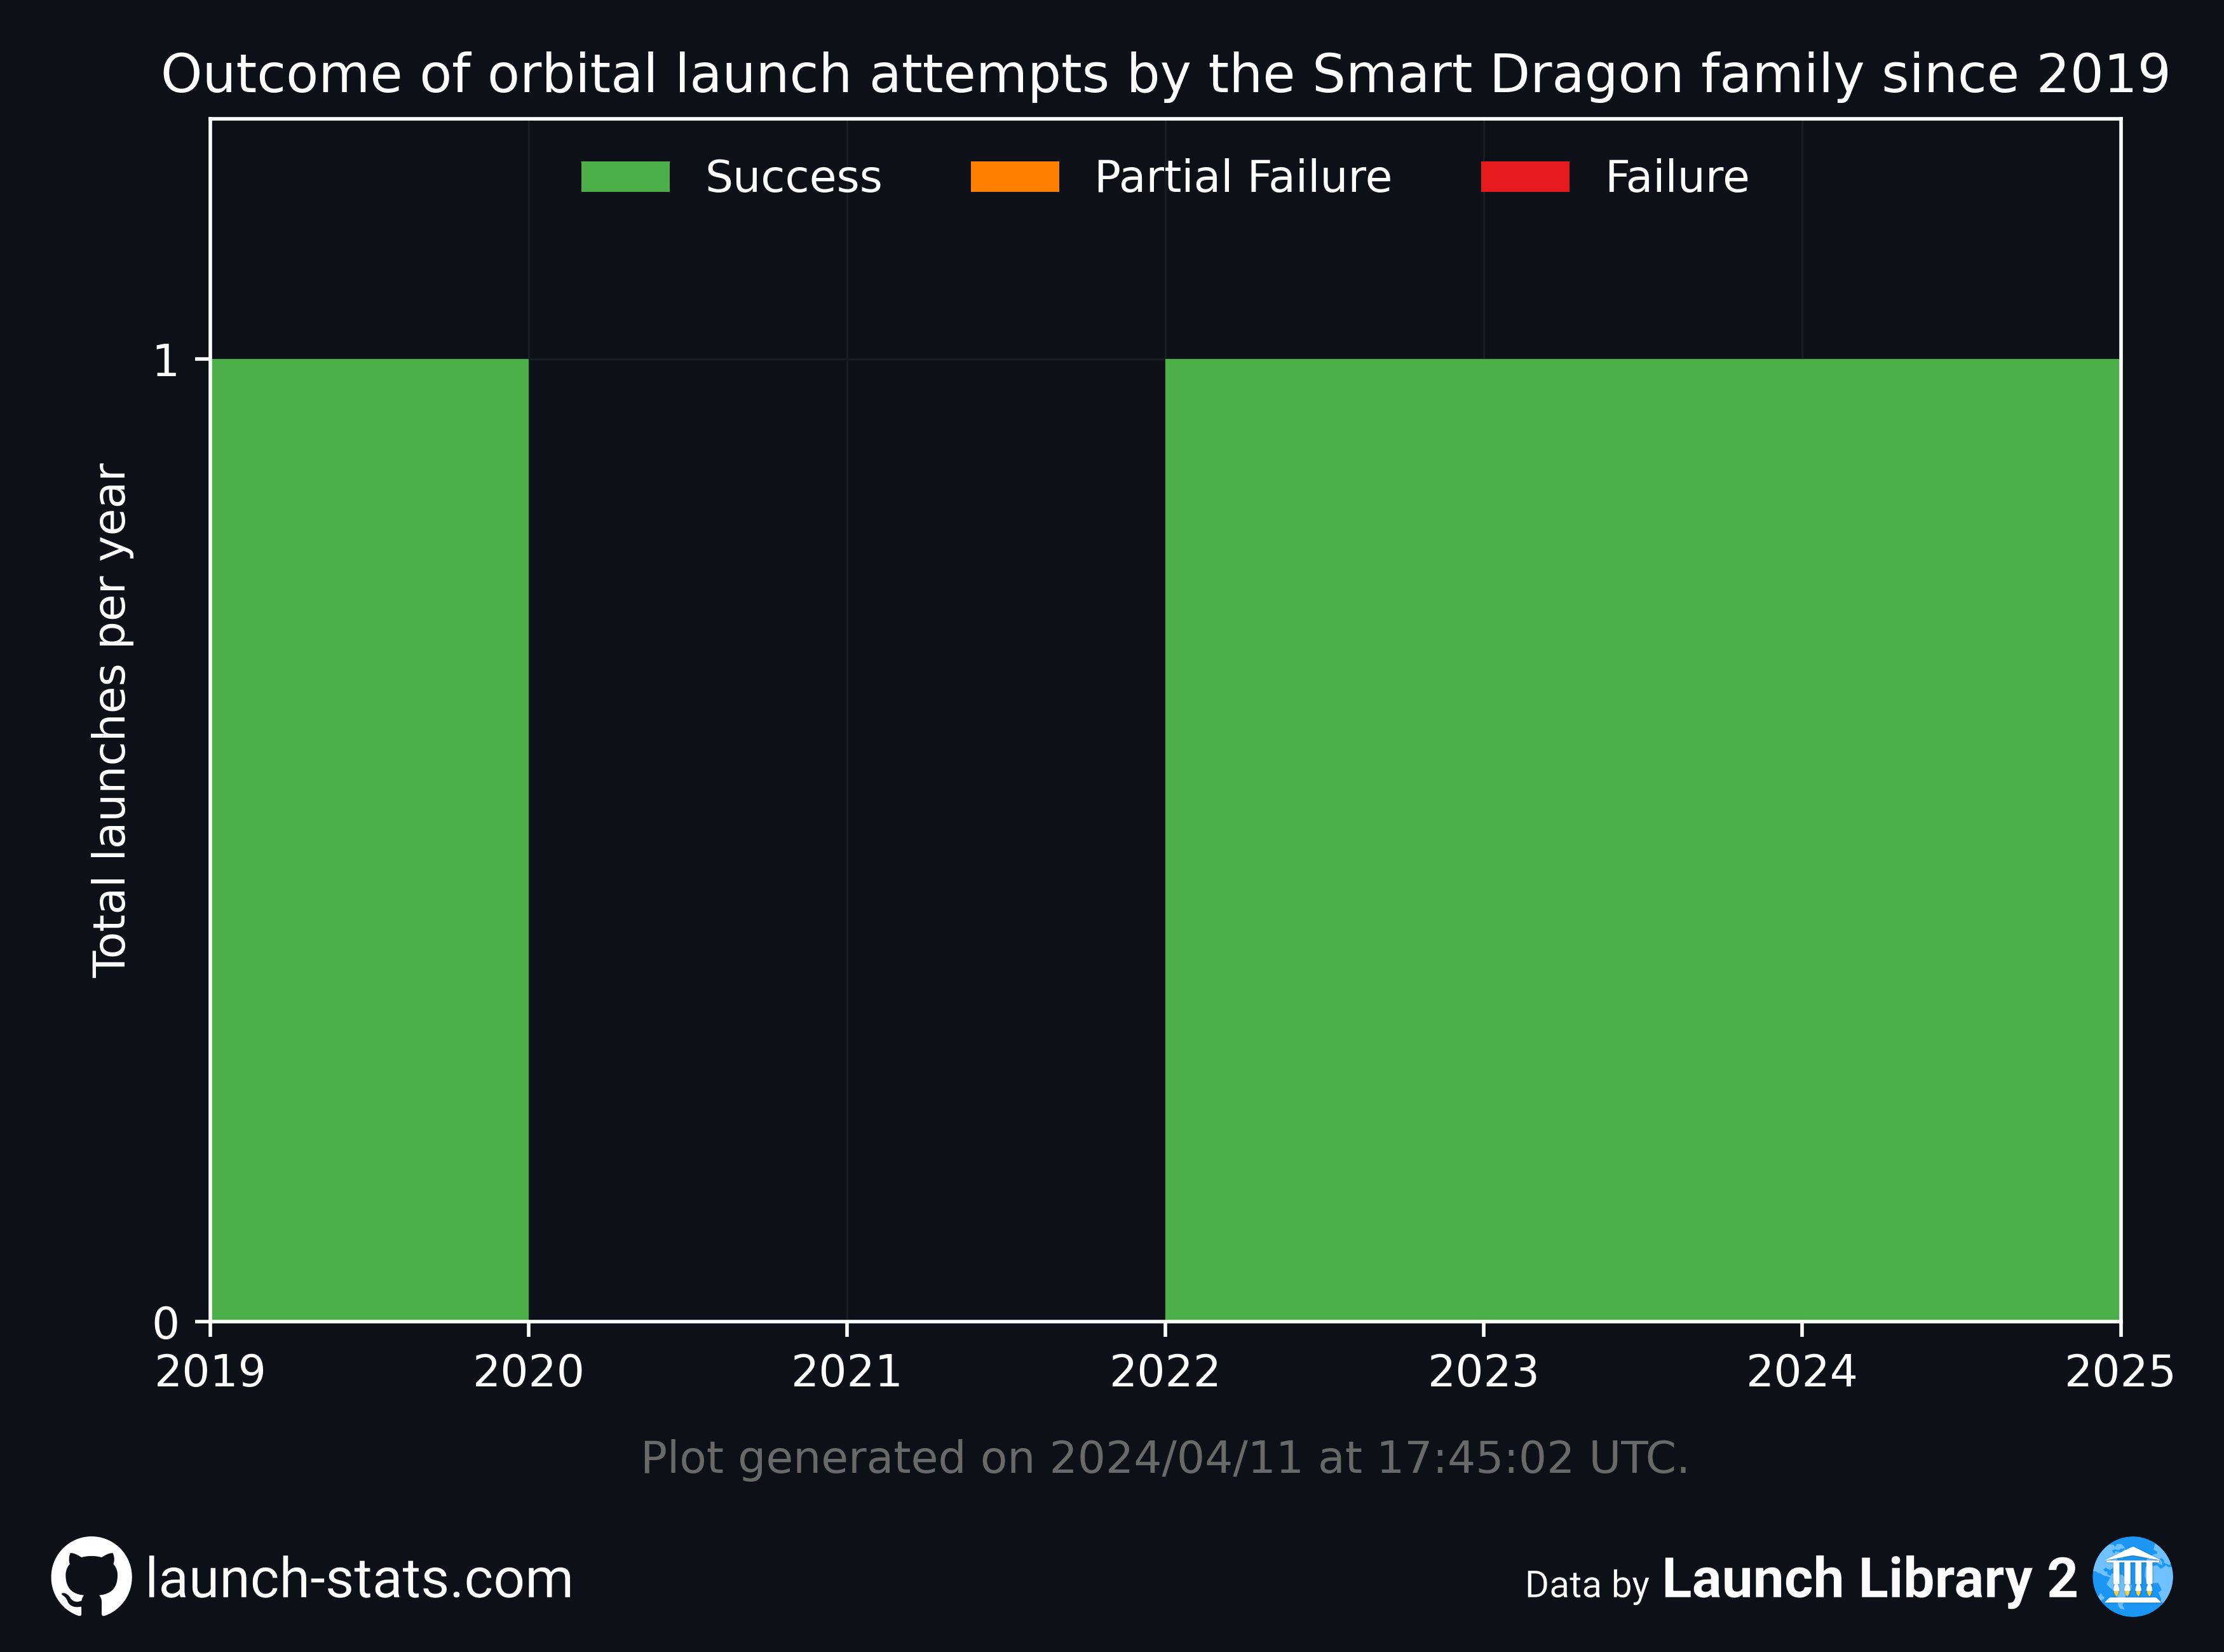 Outcome of orbital launch attempts by the Smart Dragon family since 2019
Success Partial Failure Failure
Total launches per year
1
0
2019 2020 2021 2022 2023 2024 2025
Plot generated on 2024/04/11 at 17:45:02 UTC.
launch-stats.com
Data by Launch Library 2